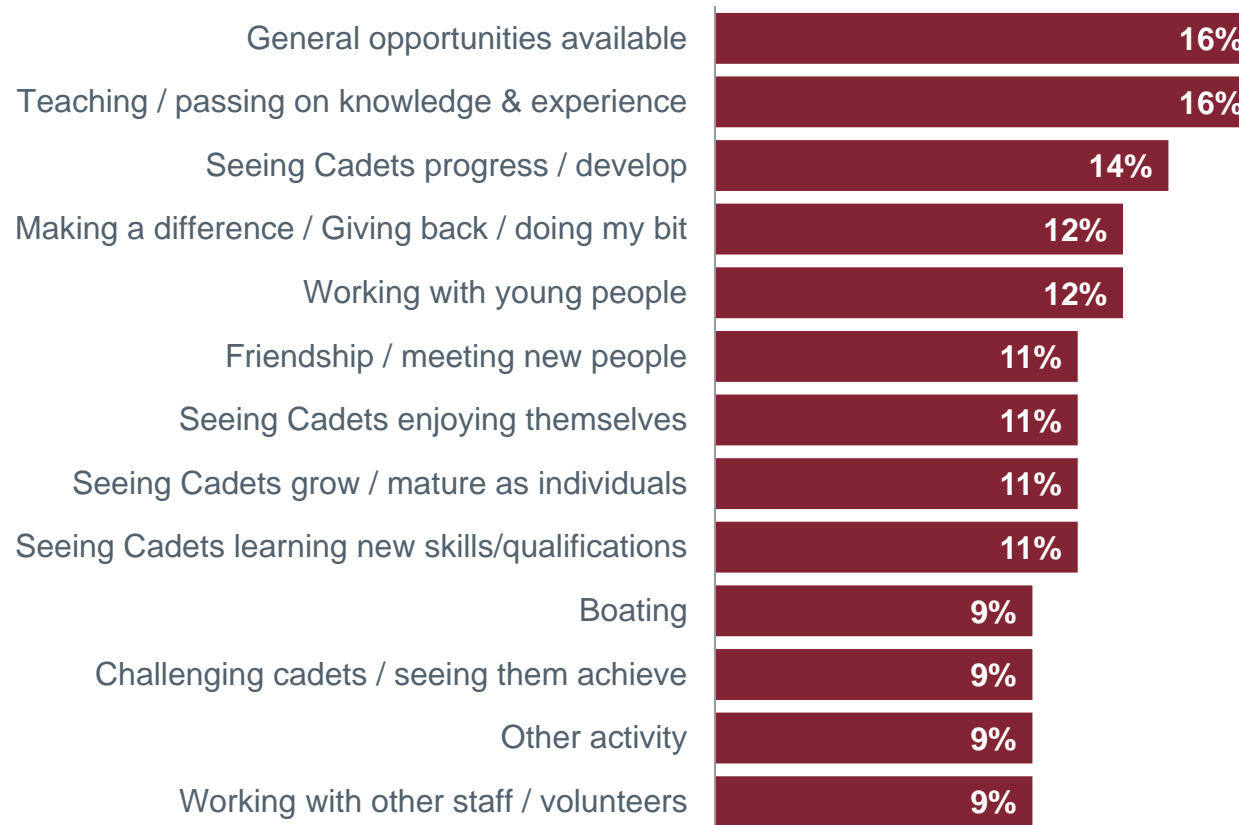 General opportunities available 16%
Teaching / passing on knowledge & experience 16%
Seeing Cadets progress / develop 14%
Making a difference / Giving back / doing my bit 12%
Working with young people 12%
Friendship / meeting new people 11%
Seeing Cadets enjoying themselves 11%
Seeing Cadets grow / mature as individuals 11%
Seeing Cadets learning new skills/qualifications 11%
Boating 9%
Challenging cadets / seeing them achieve 9%
Other activity 9%
Working with other staff / volunteers 9%